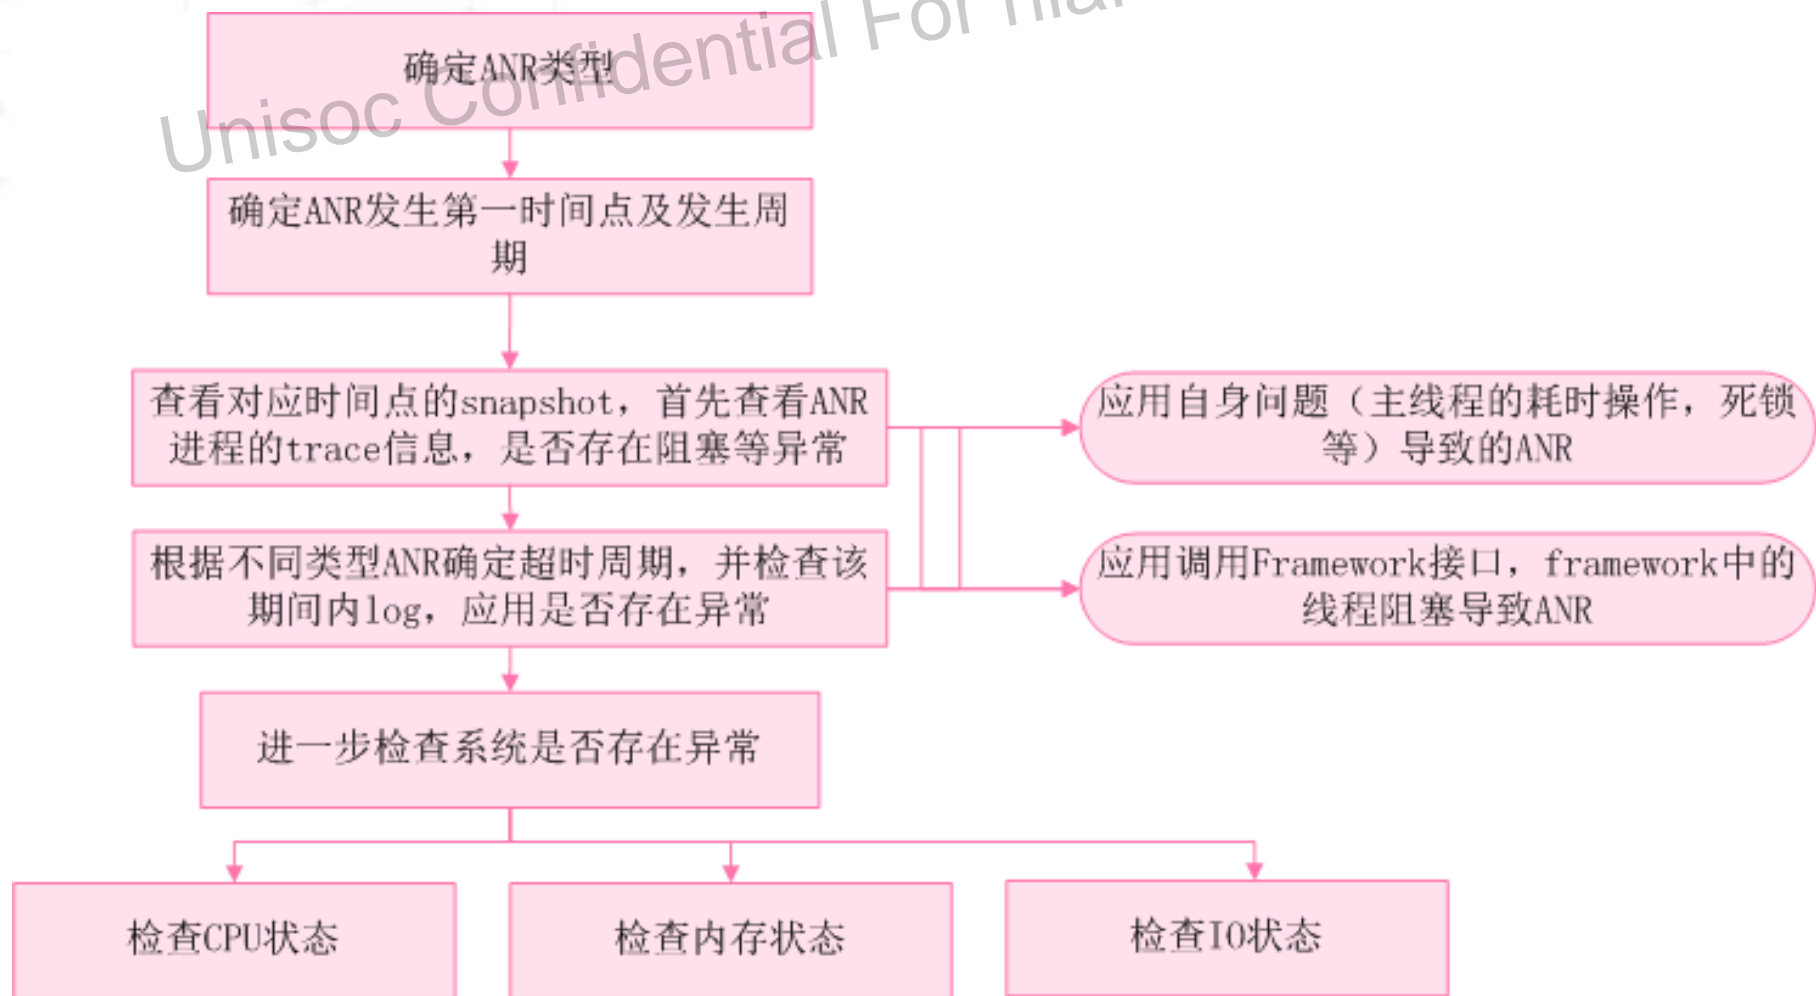 Unisoc Confidential For
确定ANR类型
确定ANR发生第一时间点及发生周
期
查看对应时间点的snapshot，首先查看ANR
进程的trace信息，是否存在阻塞等异常
应用自身问题（主线程的耗时操作，死锁
等）导致的ANR
根据不同类型ANR确定超时周期，并检查该
期间内log，应用是否存在异常
应用调用Framework接口，framework中的
线程阻塞导致ANR
进一步检查系统是否存在异常
检查CPU状态
检查内存状态
检查IO状态